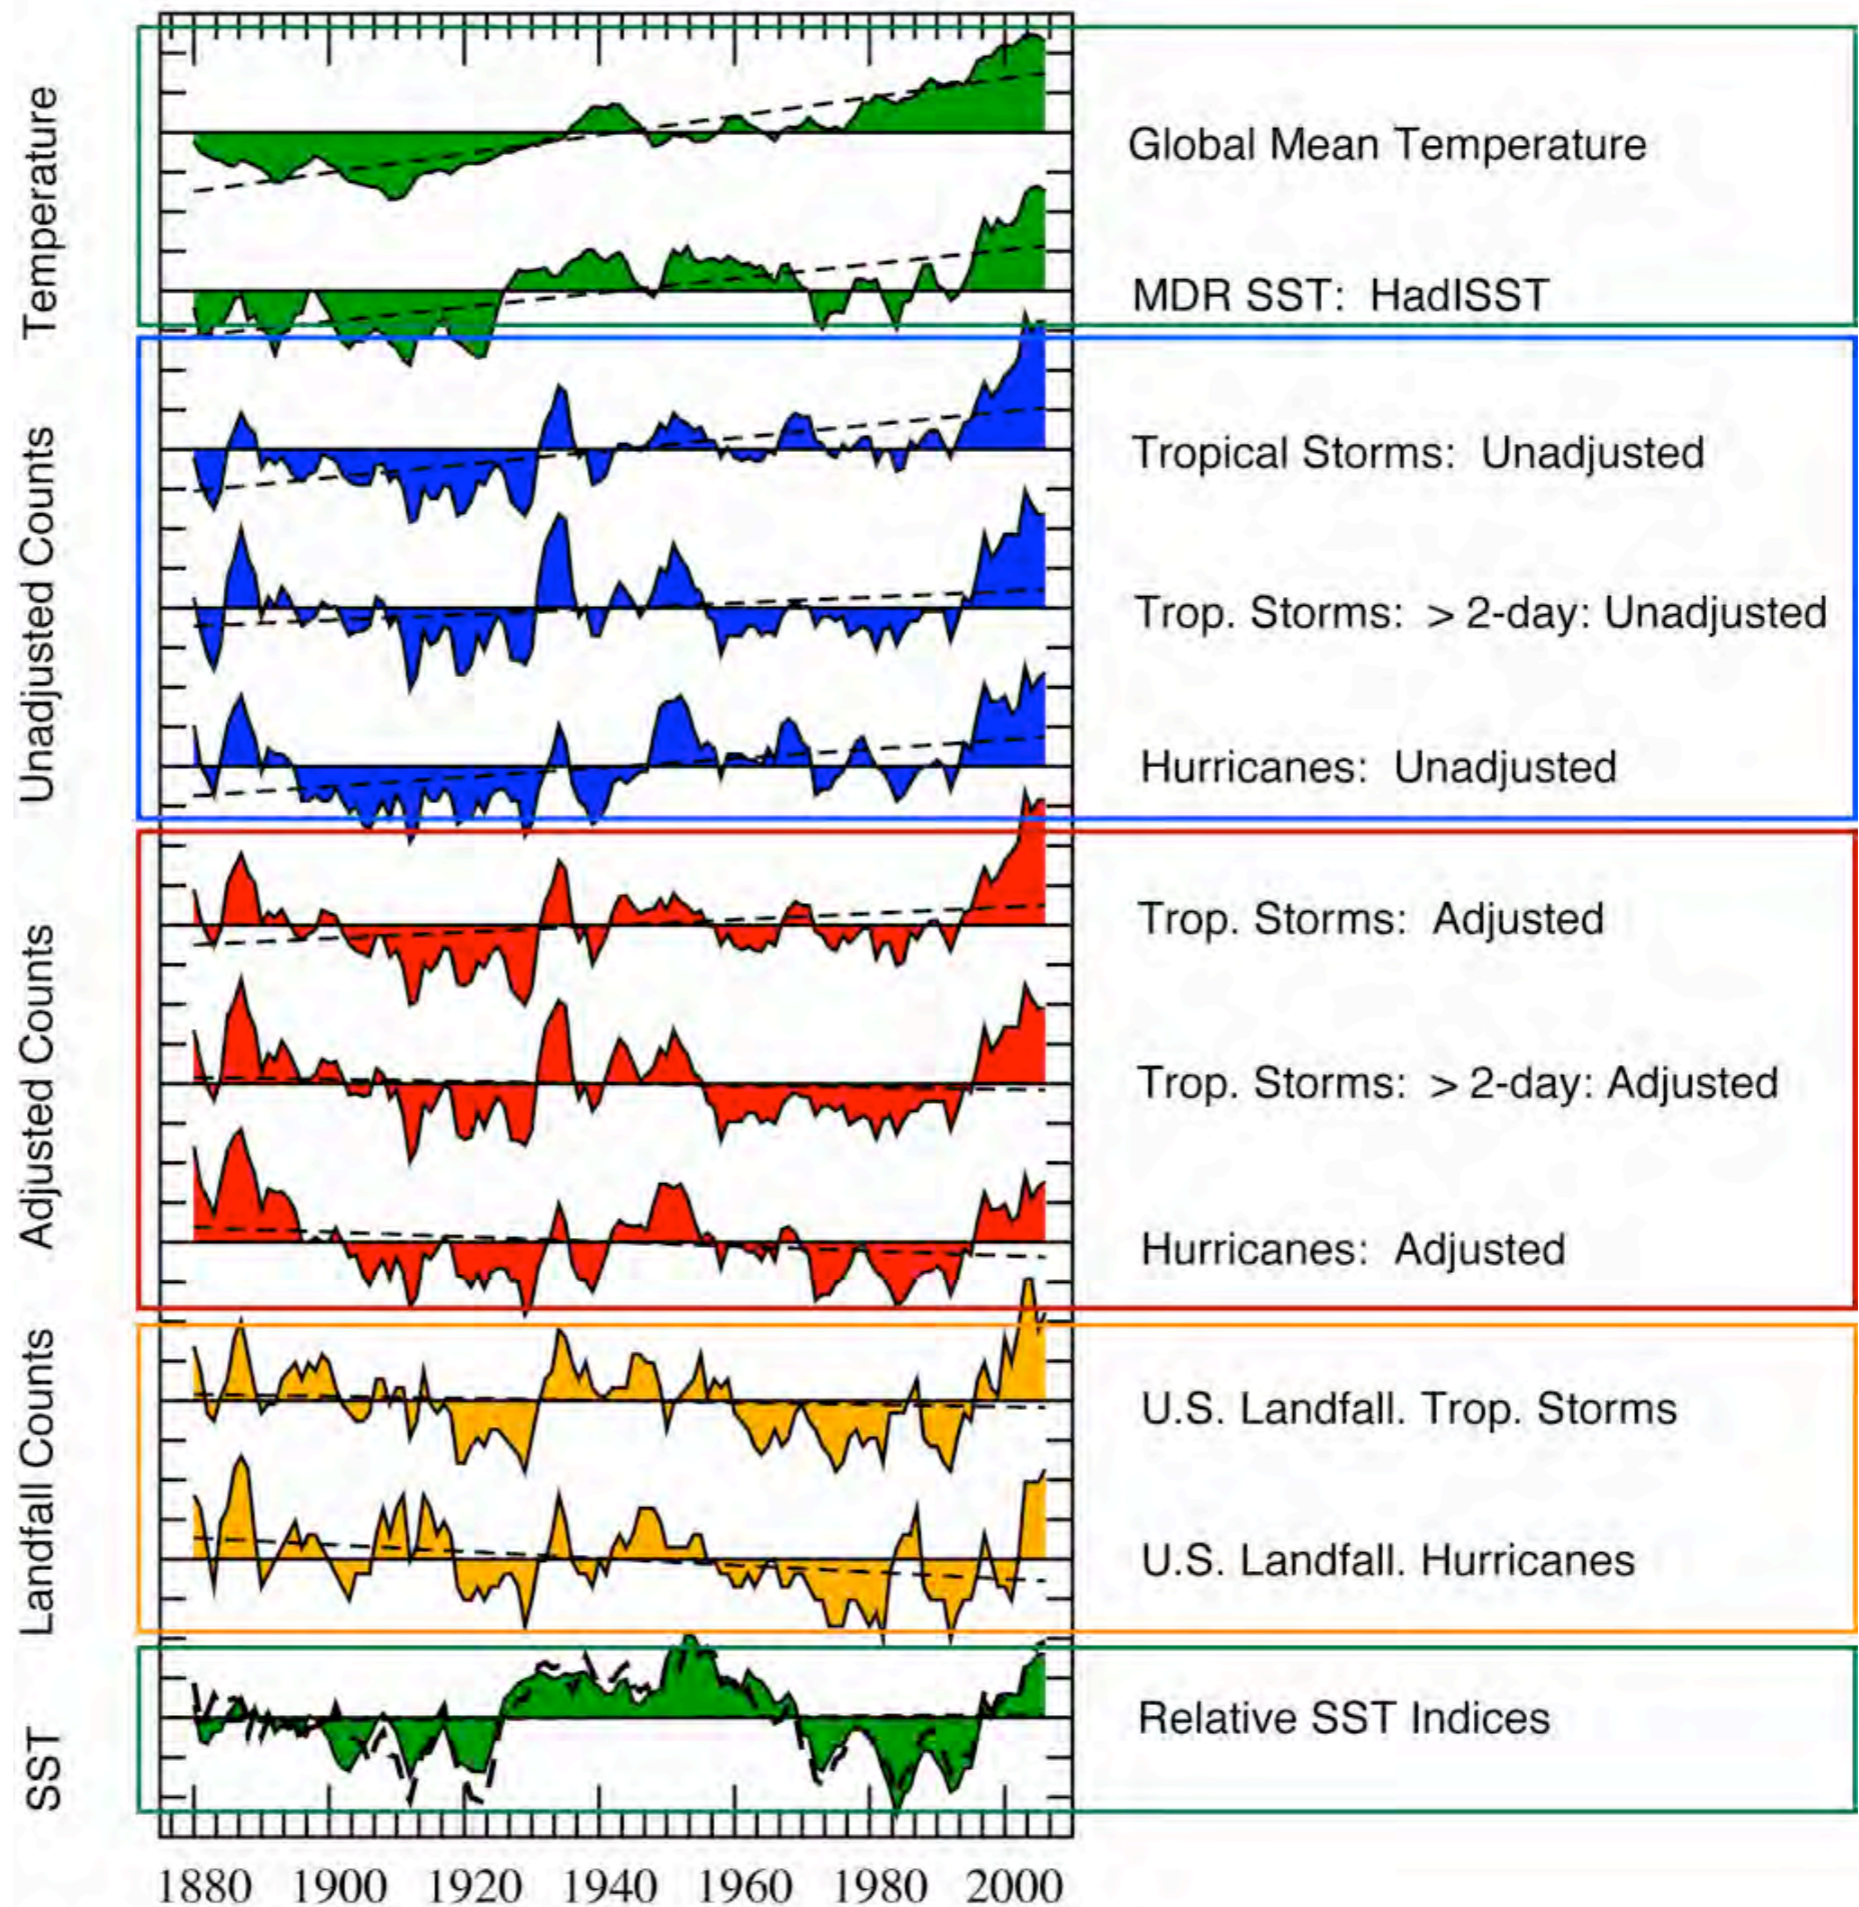 Temperature
Global Mean Temperature
MDR SST: HadISST
Unadjusted Counts
Tropical Storms: Unadjusted
Trop. Storms: > 2-day: Unadjusted
Hurricanes: Unadjusted
Adjusted Counts
Trop. Storms: Adjusted
Trop. Storms: > 2-day: Adjusted
Hurricanes: Adjusted
Landfall Counts
U.S. Landfall. Trop. Storms
U.S. Landfall. Hurricanes
SST
Relative SST Indices
1880 1900 1920 1940 1960 1980 2000